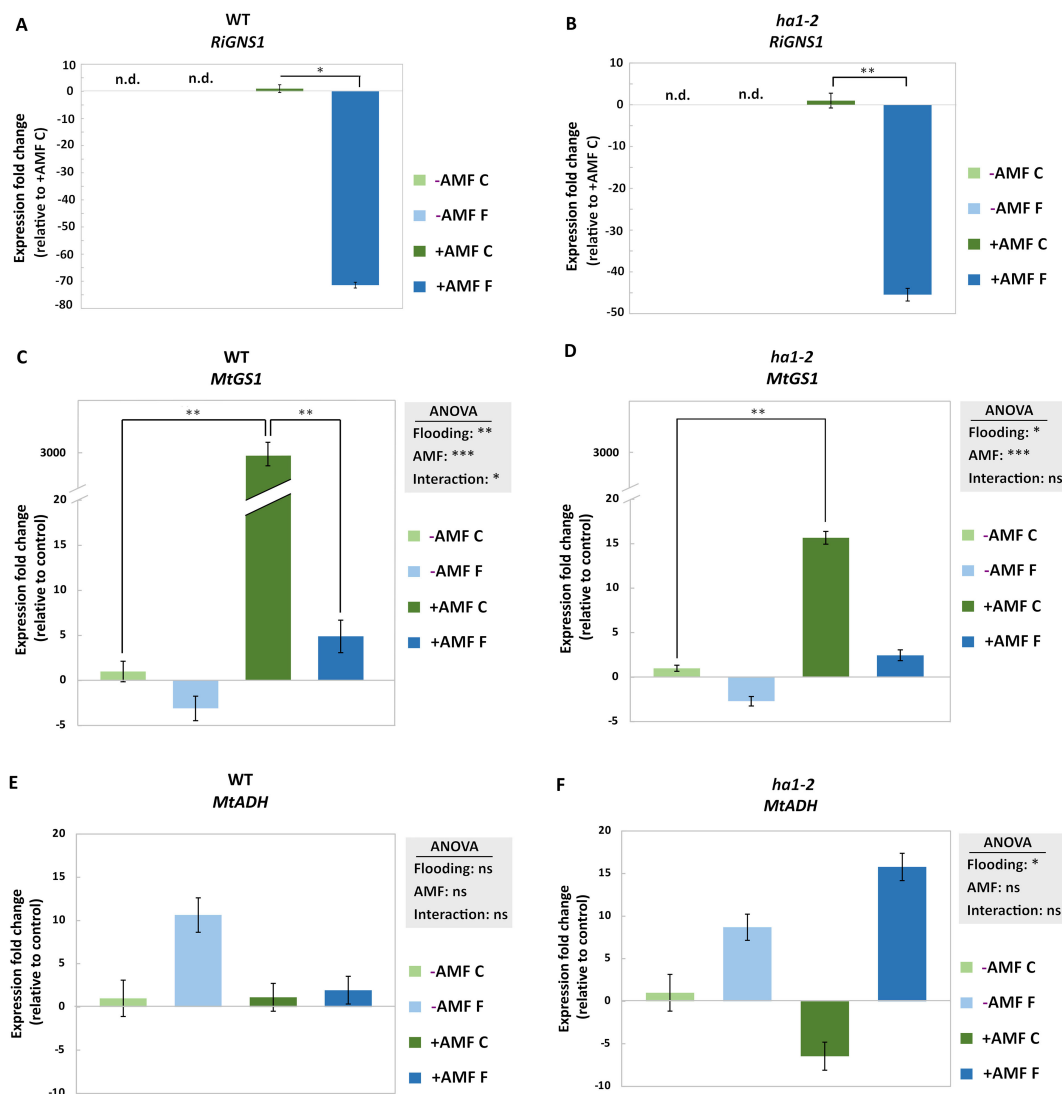 A
WT
RiGNS1
Expression fold change
(relative to +AMF C)
10
0
-10
-20
-30
-40
-50
-60
-70
-80
n.d.
n.d.
*
-AMF C
-AMF F
+AMF C
+AMF F
B
ha1-2
RiGNS1
Expression fold change
(relative to +AMF C)
10
0
-10
-20
-30
-40
-50
n.d.
n.d.
**
-AMF C
-AMF F
+AMF C
+AMF F
C
WT
MtGS1
Expression fold change
(relative to control)
3000
20
15
10
5
0
-5
**
**
ANOVA
Flooding: **
AMF: ***
Interaction: *
-AMF C
-AMF F
+AMF C
+AMF F
D
ha1-2
MtGS1
Expression fold change
(relative to control)
3000
20
15
10
5
0
-5
**
ANOVA
Flooding: *
AMF: ***
Interaction: ns
-AMF C
-AMF F
+AMF C
+AMF F
E
WT
MtADH
Expression fold change
(relative to control)
20
15
10
5
0
-5
-10
ANOVA
Flooding: ns
AMF: ns
Interaction: ns
-AMF C
-AMF F
+AMF C
+AMF F
F
ha1-2
MtADH
Expression fold change
(relative to control)
20
15
10
5
0
-5
-10
ANOVA
Flooding: *
AMF: ns
Interaction: ns
-AMF C
-AMF F
+AMF C
+AMF F